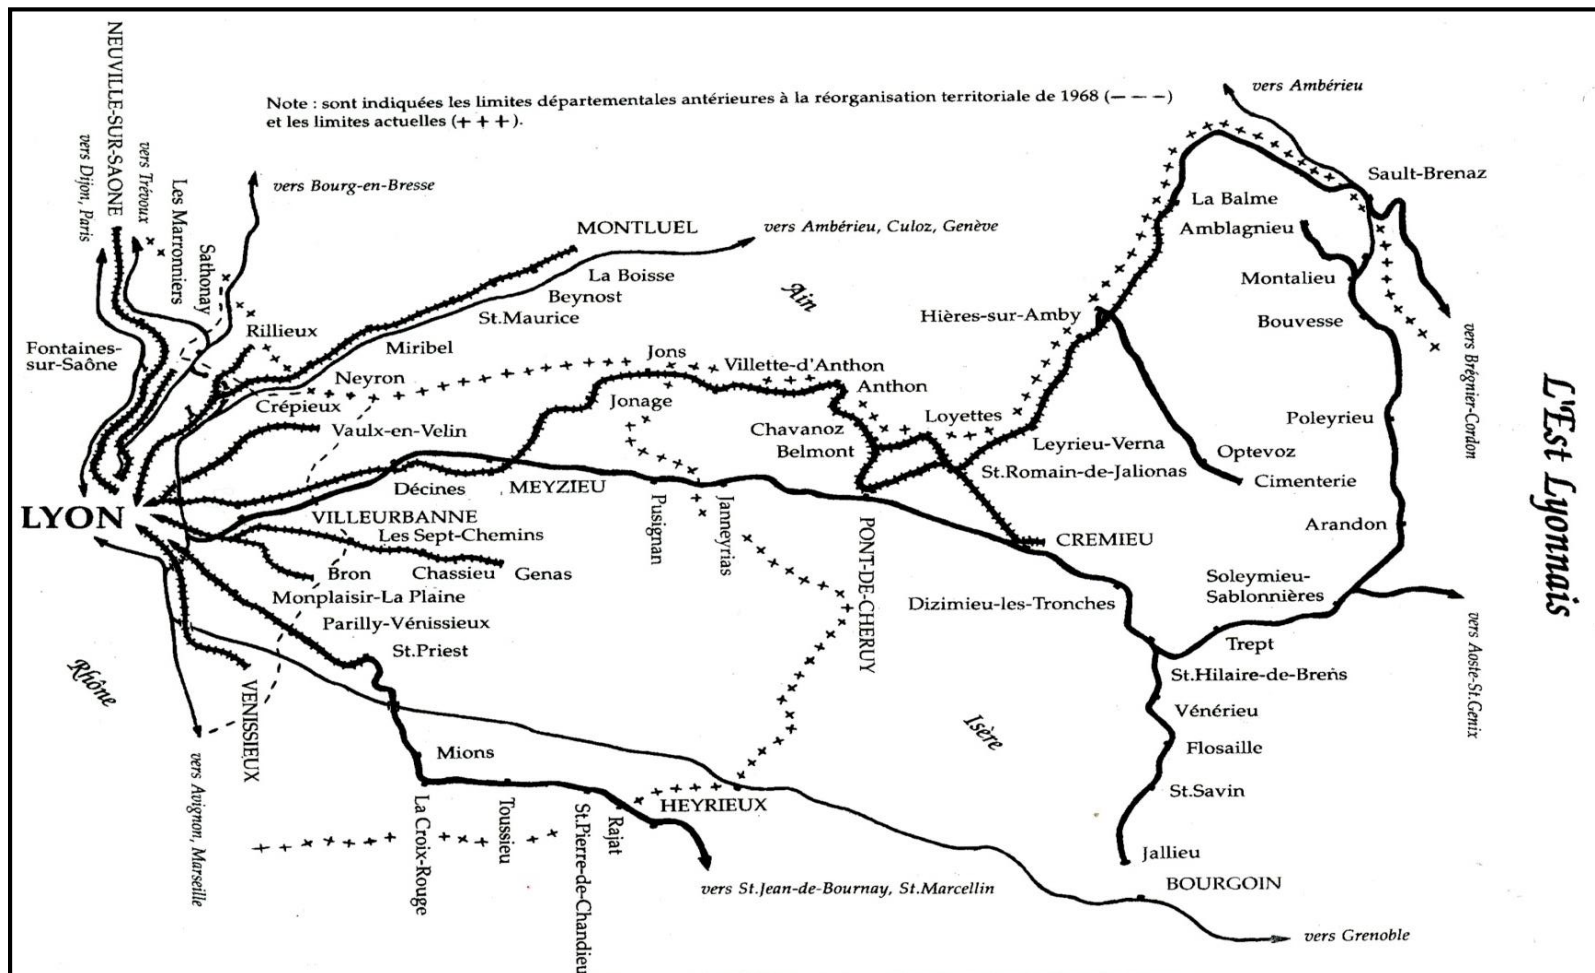 Note : sont indiquées les limites départementales antérieures à la réorganisation territoriale de 1968 (— — —)
et les limites actuelles (+ + +).
NEUVILLE-SUR-SAONE
vers Dijon, Paris
vers Trévoux
Les Marronniers
Sathonay
vers Bourg-en-Bresse
vers Ambérieu
Sault-Brenaz
La Balme
Amblagnieu
MONTLUEL
vers Ambérieu, Culoz, Genève
La Boisse
Beynost
St.Maurice
Ain
Montalieu
Rillieux
Hières-sur-Amby
Bouvesse
Fontaines-
sur-Saône
Miribel
Jons
Villette-d'Anthon
vers Brégnier-Cordon
Neyron
Anthon
Crépieux
Jonage
Loyettes
Poleyrieu
Vaulx-en-Velin
Chavanoz
Leyrieu-Verna
Belmont
Optevoz
St.Romain-de-Jalionas
Cimenterie
Décines
MEYZIEU
L'Est Lyonnais
LYON
VILLEURBANNE
Pusignan
Janneyrias
Arandon
Les Sept-Chemins
PONT-DE-CHERUY
CREMIEU
Bron
Chassieu
Genas
Soleymieu-
Sablonnières
Monplaisir-La Plaine
Dizimieu-les-Tronches
Parilly-Vénissieux
Trept
vers Aoste-St.Genix
St.Priest
St.Hilaire-de-Brens
Rhône
VENISSIEUX
Vénérieu
Isère
Mions
Flosaille
vers Avignon, Marseille
St.Savin
HEYRIEUX
La Croix-Rouge
Toussieu
St.Pierre-de-Chandieu
Rajat
Jallieu
vers St.Jean-de-Bournay, St.Marcellin
BOURGOIN
vers Grenoble